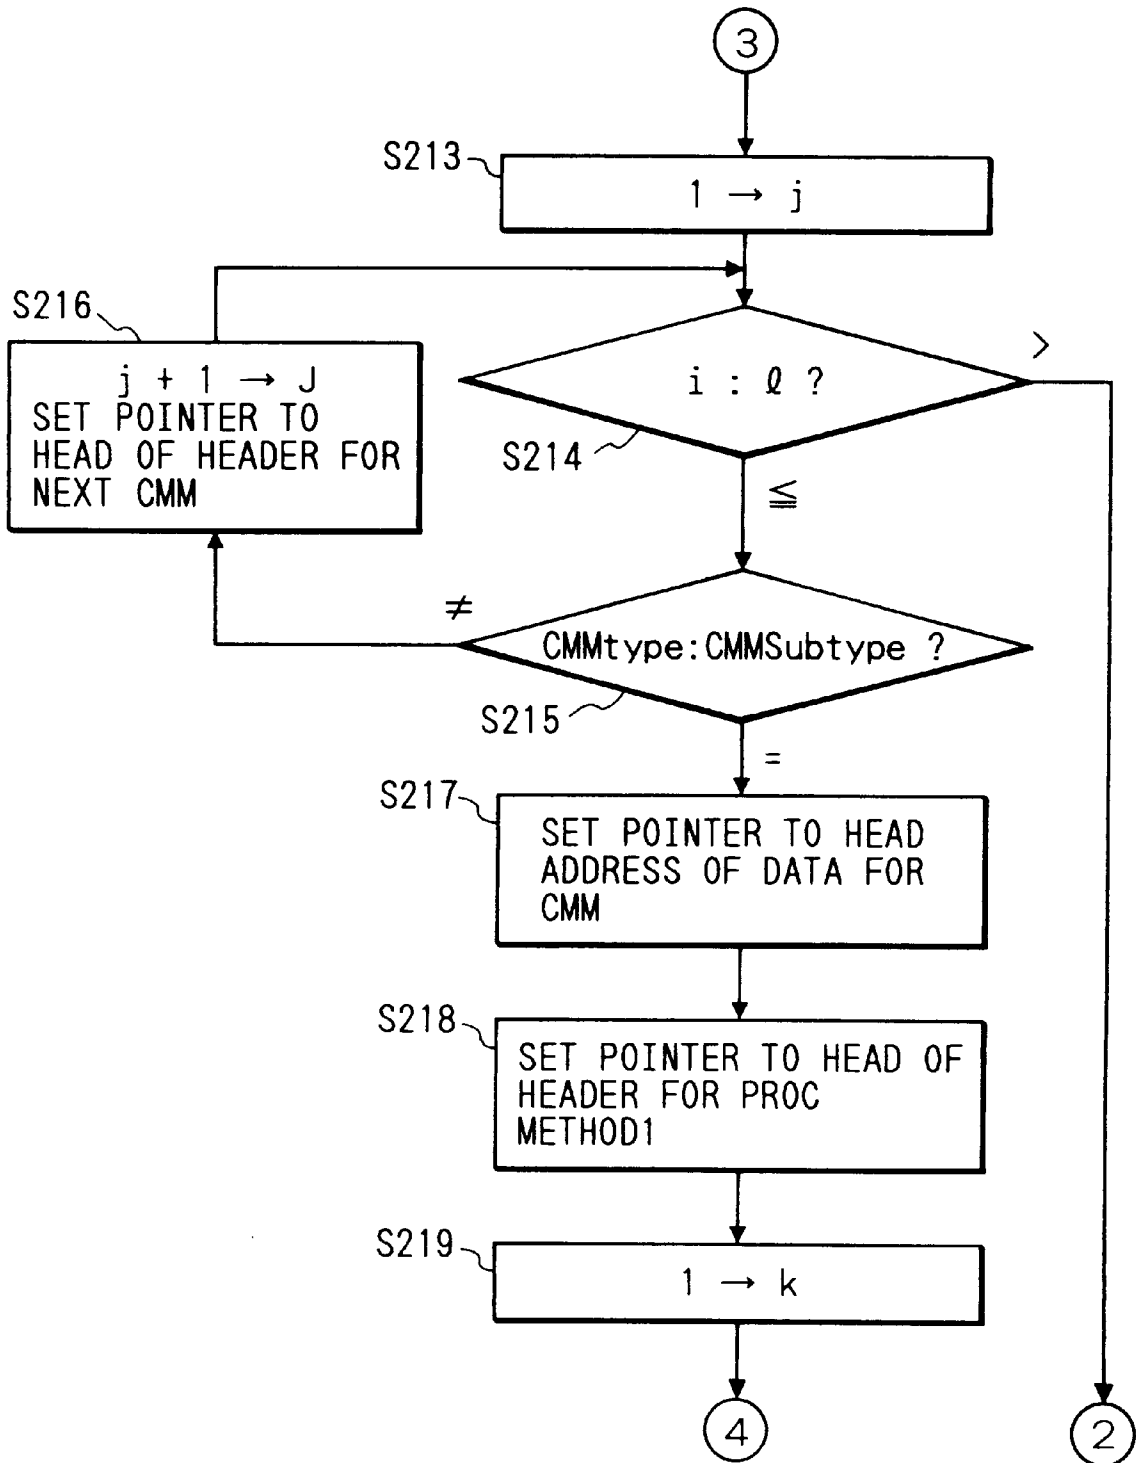 3
S213
1 → j
S216
j + 1 → J
SET POINTER TO
HEAD OF HEADER FOR
NEXT CMM
i : ℓ ?
>
S214
≦
≠
CMMtype:CMMSubtype ?
S215
=
S217
SET POINTER TO HEAD
ADDRESS OF DATA FOR
CMM
S218
SET POINTER TO HEAD OF
HEADER FOR PROC
METHOD1
S219
1 → k
4
2